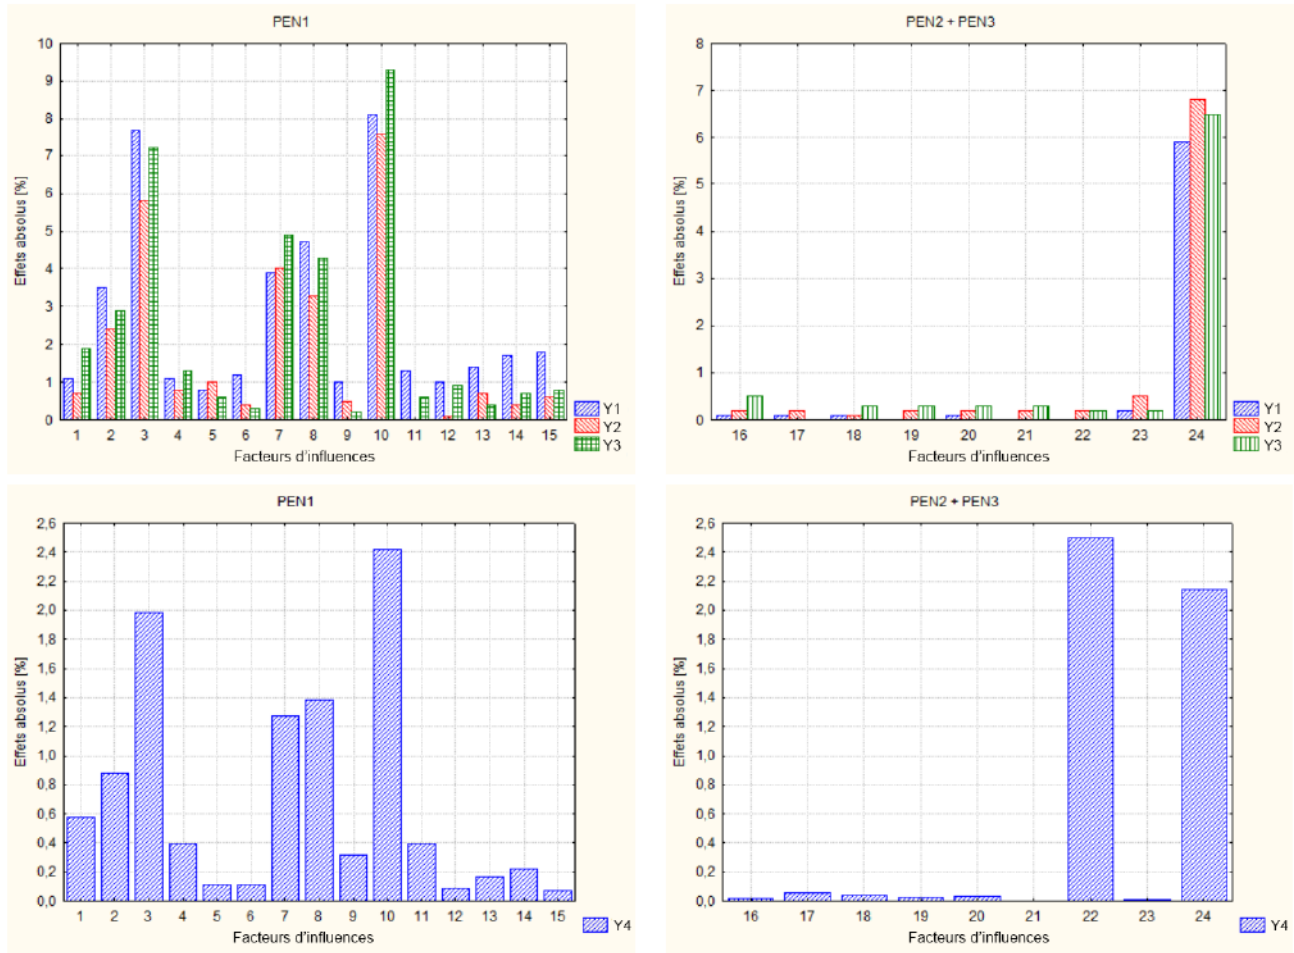 PEN1
10
9
8
7
6
5
4
3
2
1
0
Effets absolus [%]
1 2 3 4 5 6 7 8 9 10 11 12 13 14 15
Facteurs d'influences
Y1
Y2
Y3
PEN2 + PEN3
8
7
6
5
4
3
2
1
0
Effets absolus [%]
16 17 18 19 20 21 22 23 24
Facteurs d'influences
Y1
Y2
Y3
PEN1
2,6
2,4
2,2
2,0
1,8
1,6
1,4
1,2
1,0
0,8
0,6
0,4
0,2
0,0
Effets absolus [%]
1 2 3 4 5 6 7 8 9 10 11 12 13 14 15
Facteurs d'influences
Y4
PEN2 + PEN3
2,6
2,4
2,2
2,0
1,8
1,6
1,4
1,2
1,0
0,8
0,6
0,4
0,2
0,0
Effets absolus [%]
16 17 18 19 20 21 22 23 24
Facteurs d'influences
Y4